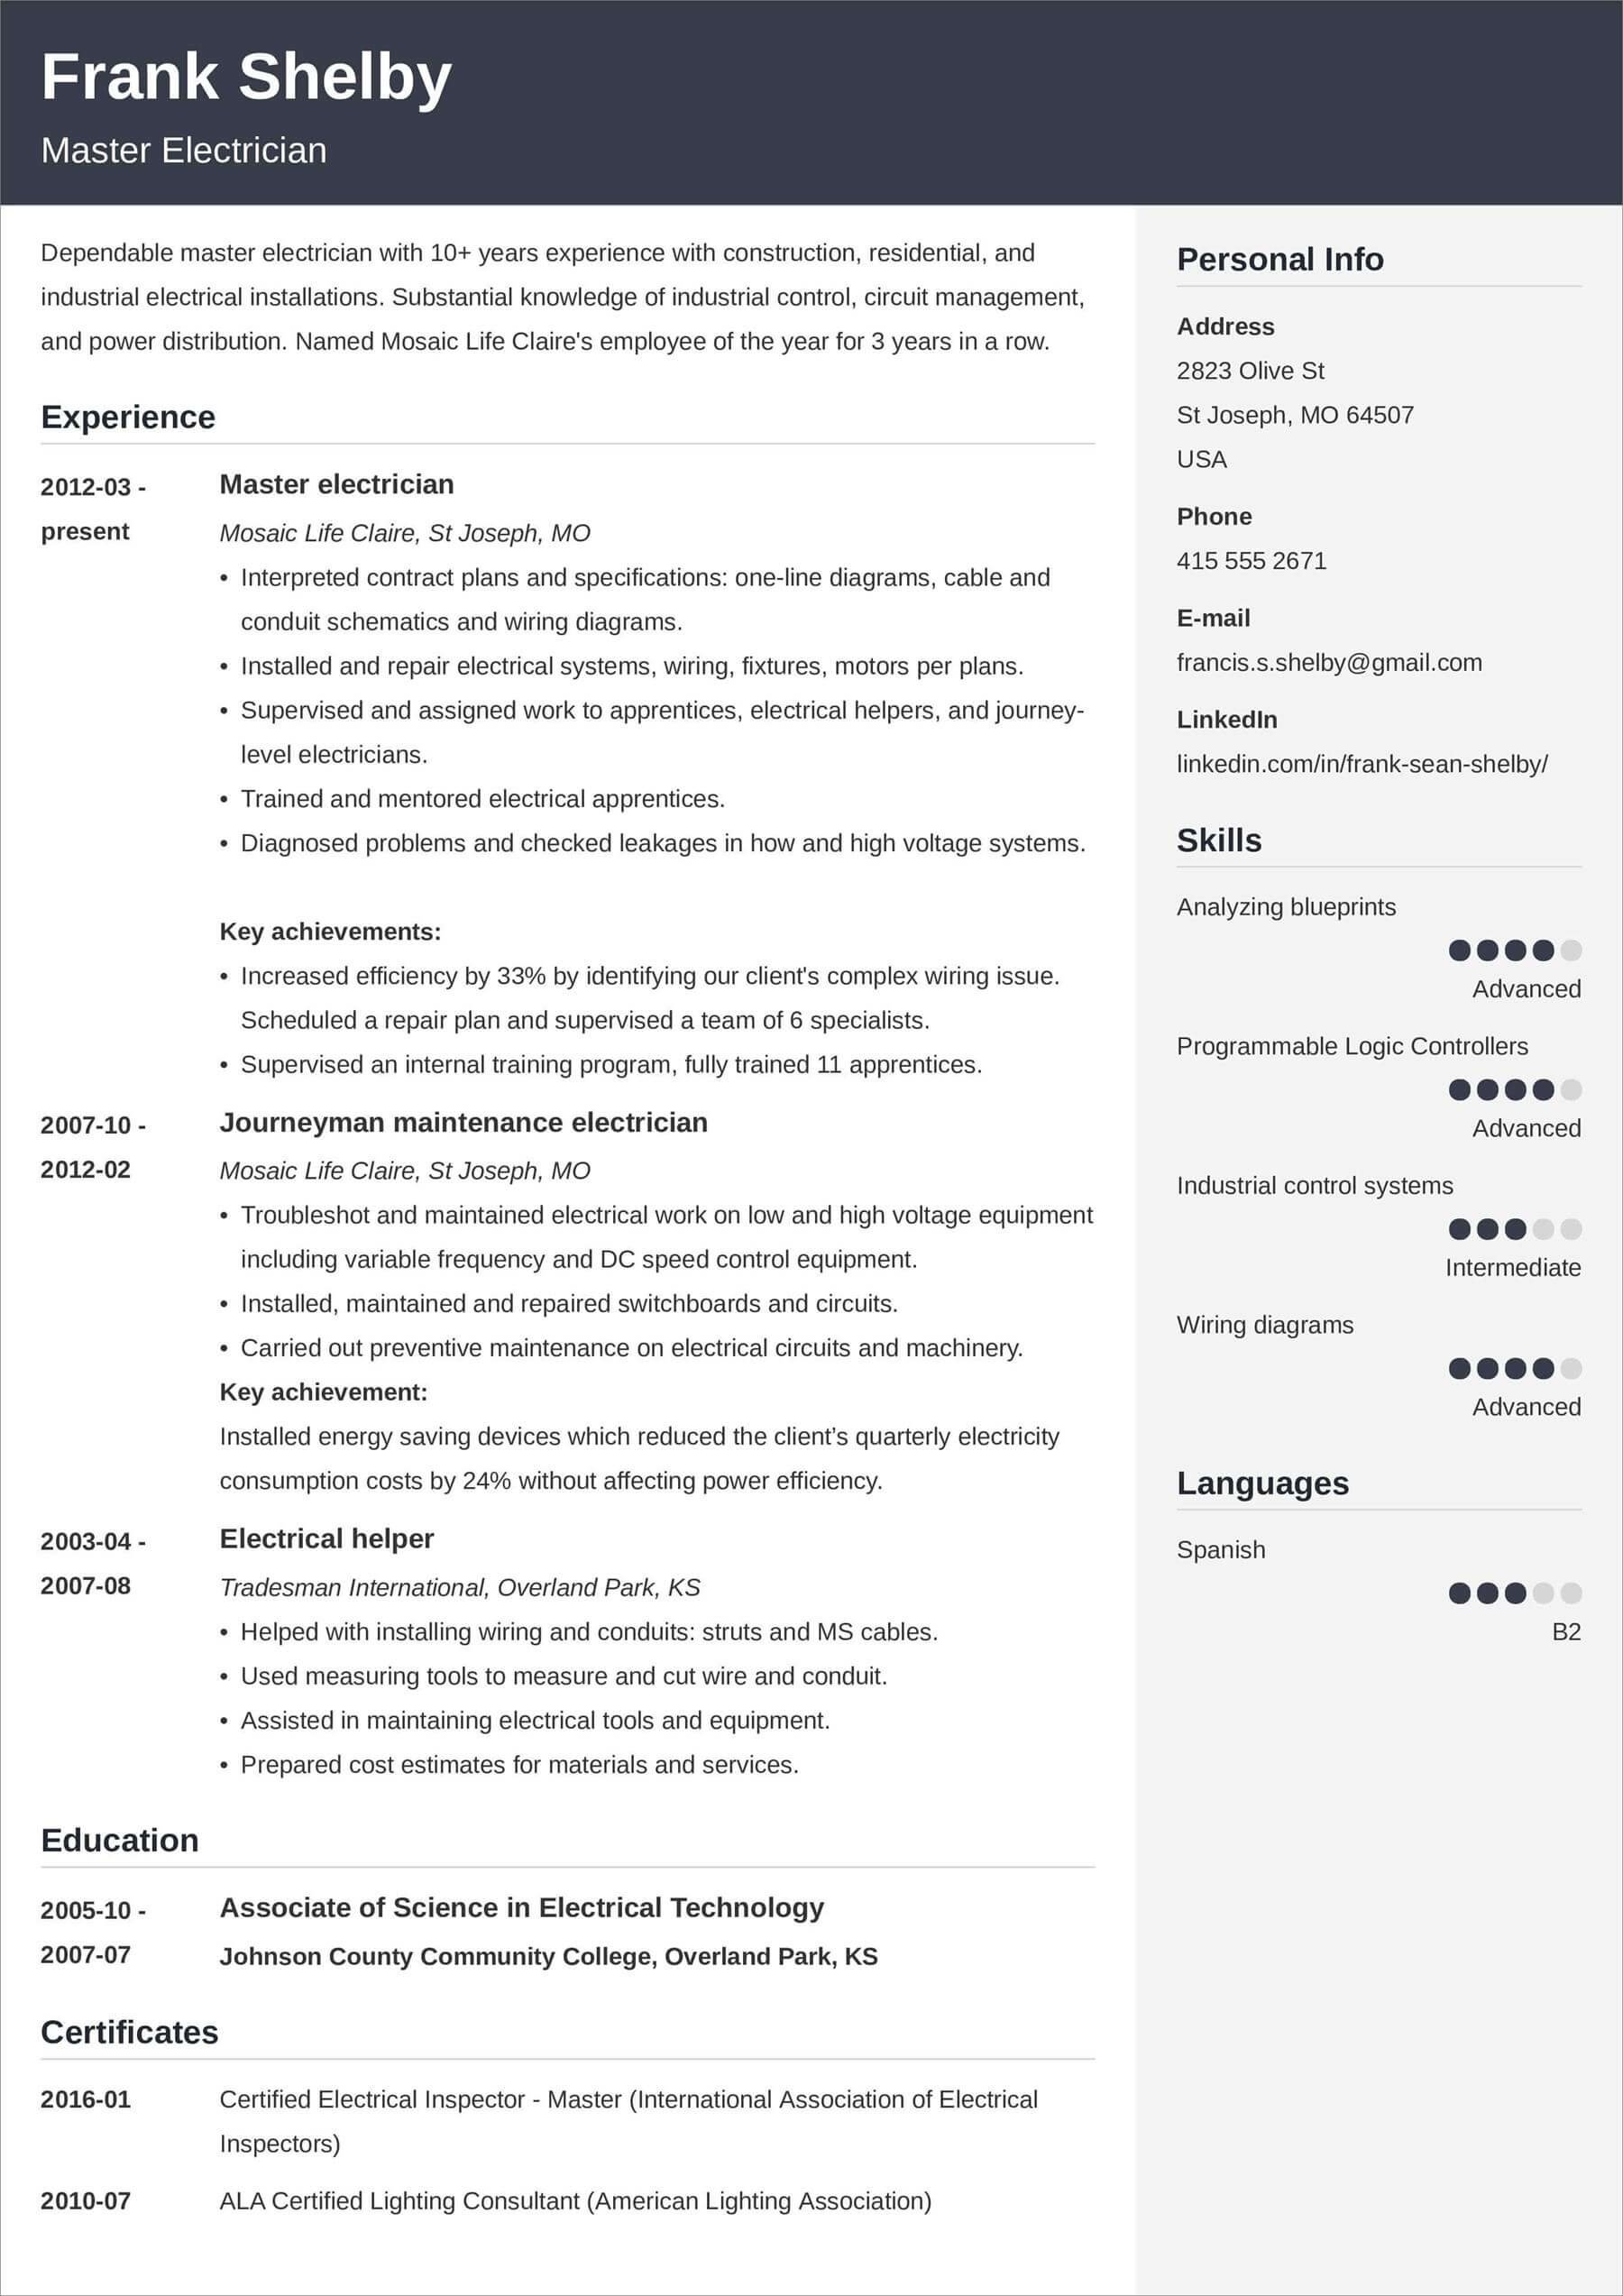 Frank Shelby
Master Electrician
Dependable master electrician with 10+ years experience with construction, residential, and
industrial electrical installations. Substantial knowledge of industrial control, circuit management,
and power distribution. Named Mosaic Life Claire's employee of the year for 3 years in a row.
Experience
2012-03 -
present
Master electrician
Mosaic Life Claire, St Joseph, MO
• Interpreted contract plans and specifications: one-line diagrams, cable and
conduit schematics and wiring diagrams.
• Installed and repair electrical systems, wiring, fixtures, motors per plans.
• Supervised and assigned work to apprentices, electrical helpers, and journey-
level electricians.
• Trained and mentored electrical apprentices.
• Diagnosed problems and checked leakages in how and high voltage systems.
Key achievements:
• Increased efficiency by 33% by identifying our client's complex wiring issue.
Scheduled a repair plan and supervised a team of 6 specialists.
• Supervised an internal training program, fully trained 11 apprentices.
2007-10 -
2012-02
Journeyman maintenance electrician
Mosaic Life Claire, St Joseph, MO
• Troubleshot and maintained electrical work on low and high voltage equipment
including variable frequency and DC speed control equipment.
• Installed, maintained and repaired switchboards and circuits.
• Carried out preventive maintenance on electrical circuits and machinery.
Key achievement:
Installed energy saving devices which reduced the client’s quarterly electricity
consumption costs by 24% without affecting power efficiency.
2003-04 -
2007-08
Electrical helper
Tradesman International, Overland Park, KS
• Helped with installing wiring and conduits: struts and MS cables.
• Used measuring tools to measure and cut wire and conduit.
• Assisted in maintaining electrical tools and equipment.
• Prepared cost estimates for materials and services.
Education
2005-10 -
2007-07
Associate of Science in Electrical Technology
Johnson County Community College, Overland Park, KS
Certificates
2016-01
Certified Electrical Inspector - Master (International Association of Electrical
Inspectors)
2010-07
ALA Certified Lighting Consultant (American Lighting Association)
Personal Info
Address
2823 Olive St
St Joseph, MO 64507
USA
Phone
415 555 2671
E-mail
francis.s.shelby@gmail.com
LinkedIn
linkedin.com/in/frank-sean-shelby/
Skills
Analyzing blueprints
Advanced
Programmable Logic Controllers
Advanced
Industrial control systems
Intermediate
Wiring diagrams
Advanced
Languages
Spanish
B2